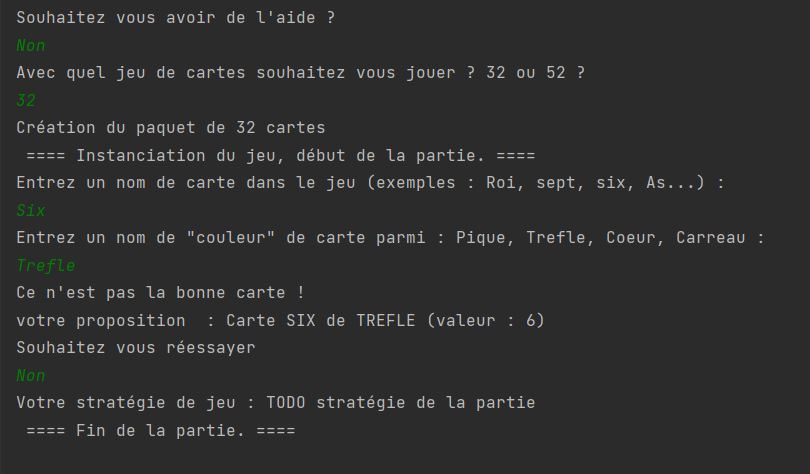 Souhaitez vous avoir de l'aide ?
Non
Avec quel jeu de cartes souhaitez vous jouer ? 32 ou 52 ?
32
Création du paquet de 32 cartes
==== Instanciation du jeu, début de la partie. ====
Entrez un nom de carte dans le jeu (exemples : Roi, sept, six, As...) :
Six
Entrez un nom de "couleur" de carte parmi : Pique, Trefle, Coeur, Carreau :
Trefle
Ce n'est pas la bonne carte !
votre proposition  : Carte SIX de TREFLE (valeur : 6)
Souhaitez vous réessayer
Non
Votre stratégie de jeu : TODO stratégie de la partie
==== Fin de la partie. ====